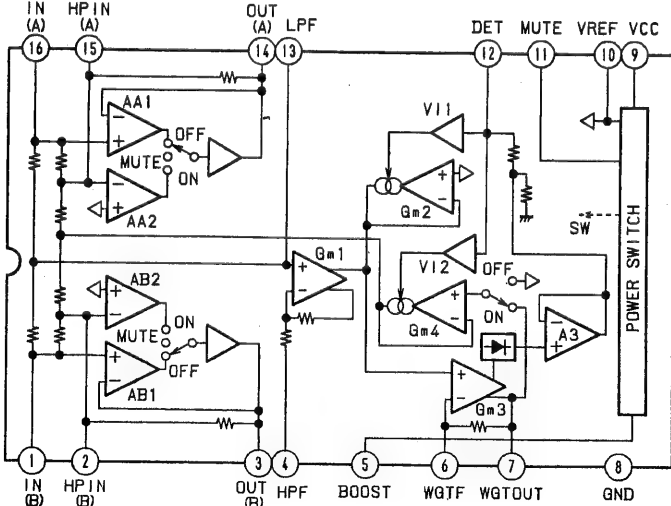 IN (A)
HPIN (A)
OUT (A)
LPF
DET
MUTE
VREF
VCC
16
15
14
13
12
11
10
9
AA1
OFF
MUTE
ON
AA2
VI1
Gm2
Gm1
VI2
OFF
ON
Gm4
Gm3
A3
SW
POWER SWITCH
AB2
ON
MUTE
OFF
AB1
1
2
3
4
5
6
7
8
IN (B)
HPIN (B)
OUT (B)
HPF
BOOST
WGTF
WGTOUT
GND